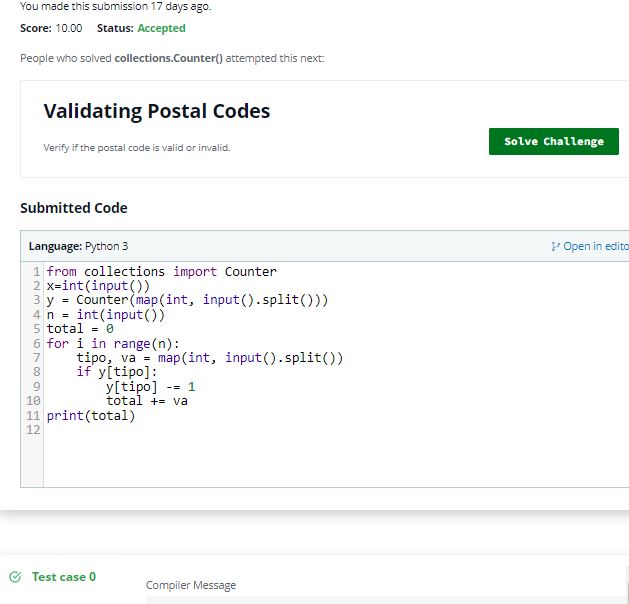 You made this submission 17 days ago.
Score: 10.00 Status: Accepted
People who solved collections.Counter() attempted this next:
Validating Postal Codes
Verify if the postal code is valid or invalid.
Solve Challenge
Submitted Code
Language: Python 3
Open in edito
1 from collections import Counter
2 x=int(input())
3 y = Counter(map(int, input().split()))
4 n = int(input())
5 total = 0
6 for i in range(n):
7     tipo, va = map(int, input().split())
8     if y[tipo]:
9         y[tipo] -= 1
10         total += va
11 print(total)
12
Test case 0
Compiler Message